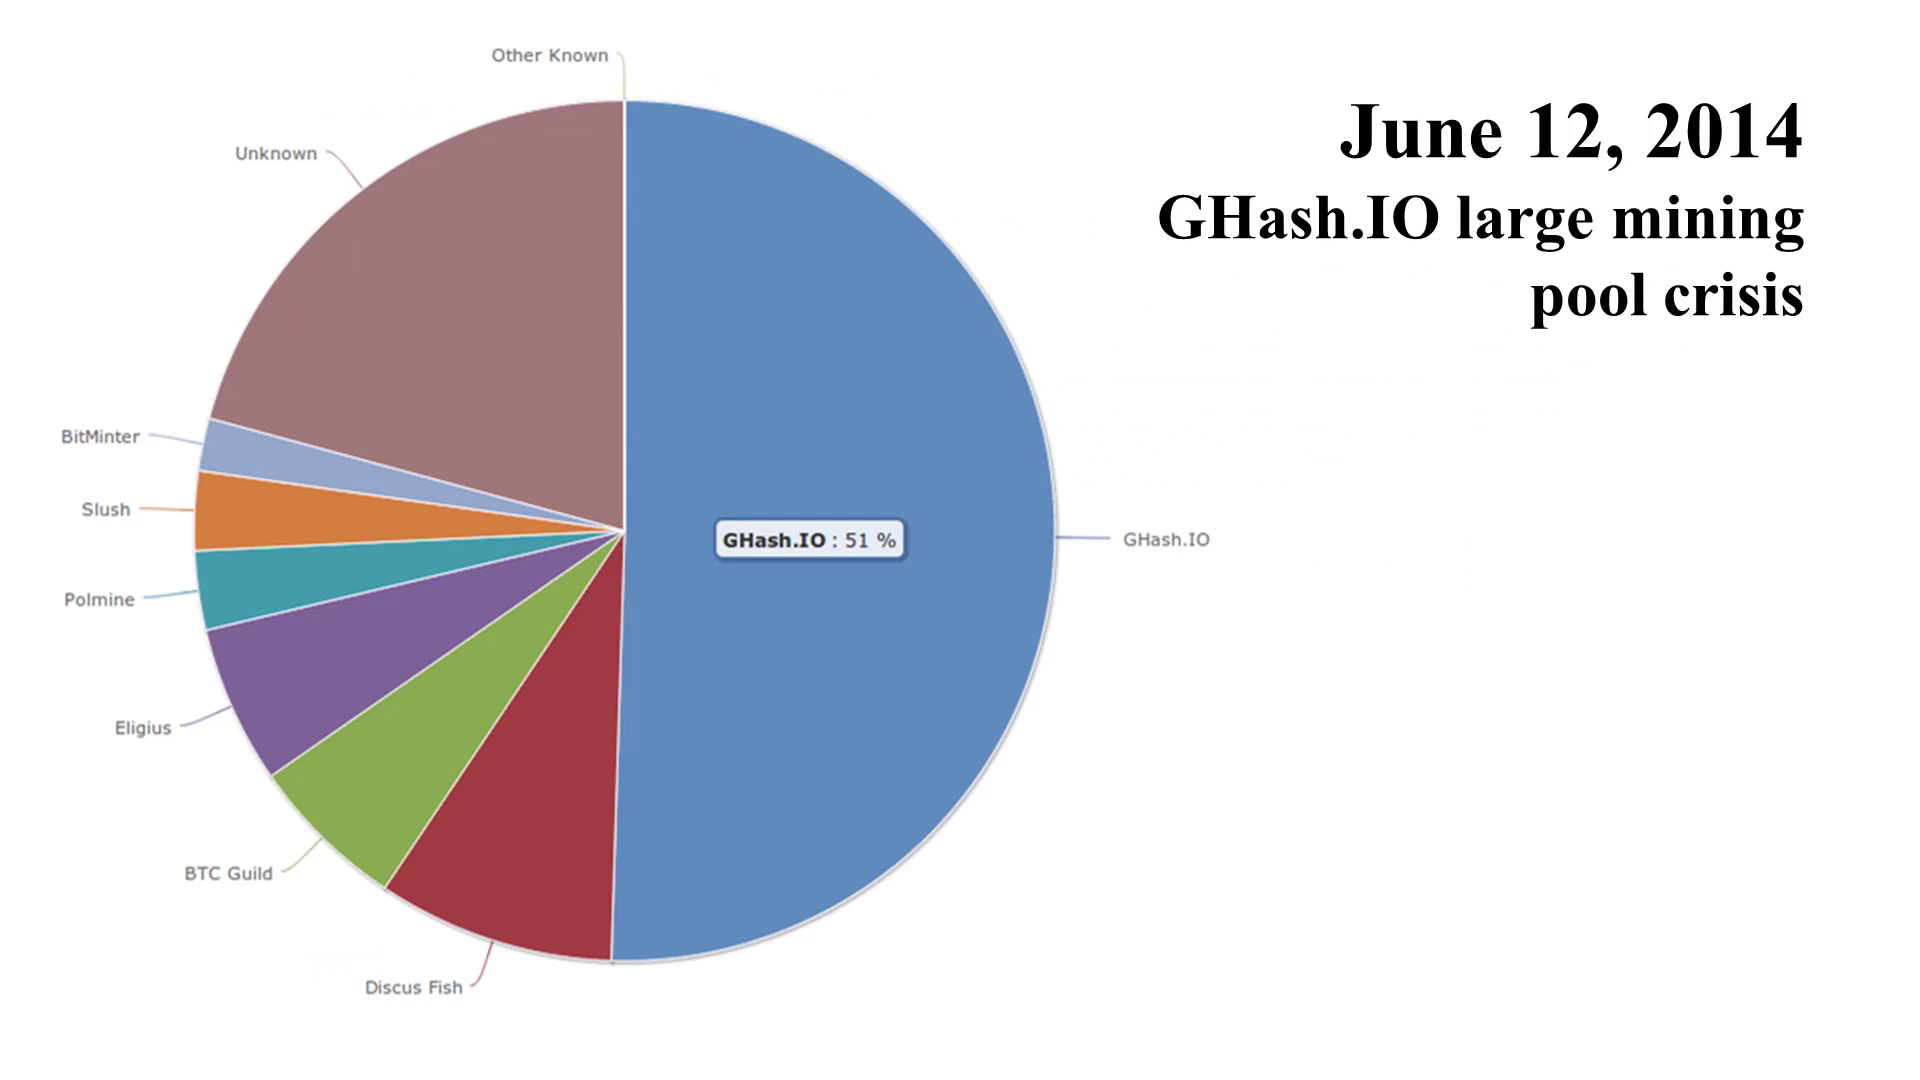 June 12, 2014
GHash.IO large mining
pool crisis
Other Known
Unknown
BitMinter
Slush
Polmine
Eligius
BTC Guild
Discus Fish
GHash.IO : 51 %
GHash.IO